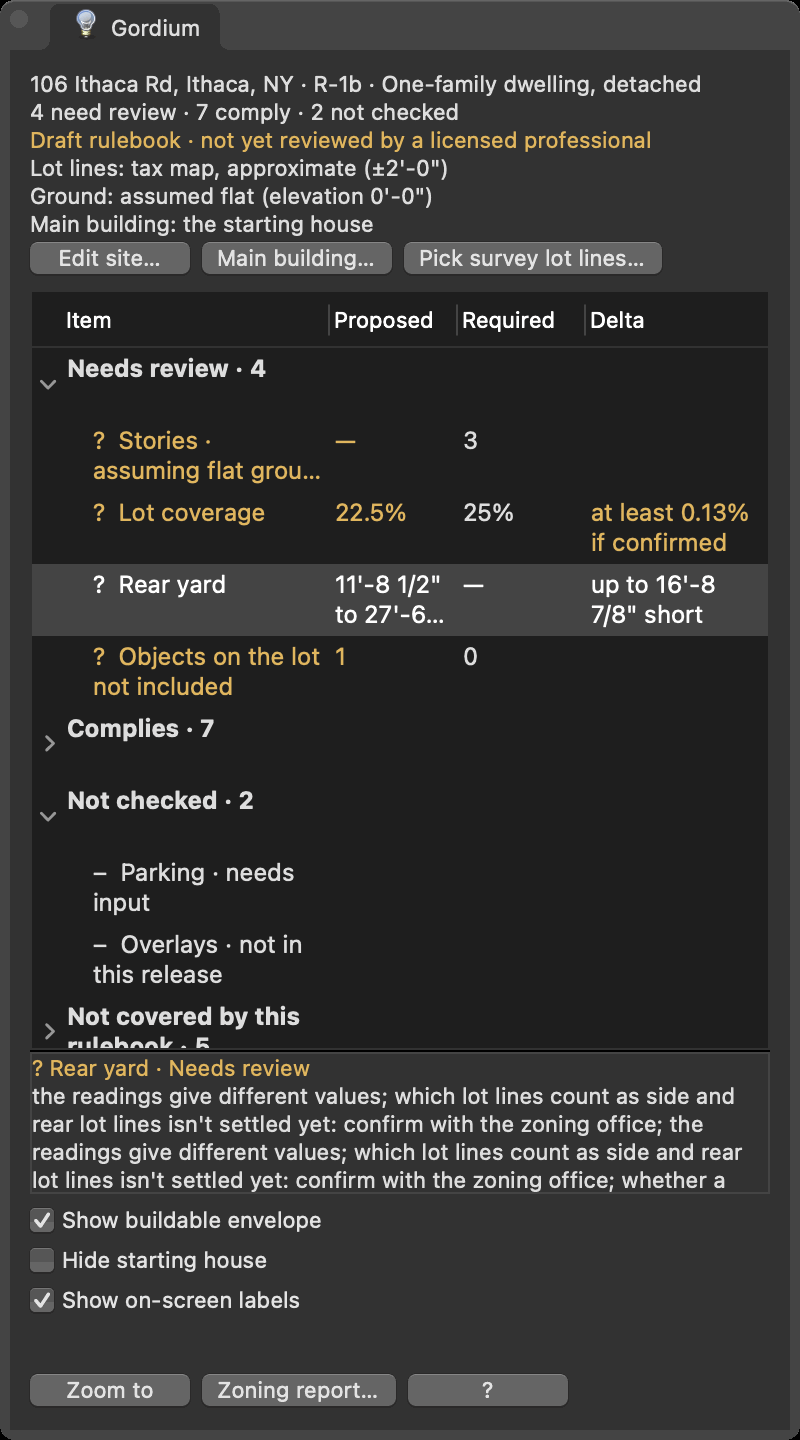 Gordium
106 Ithaca Rd, Ithaca, NY · R-1b · One-family dwelling, detached
4 need review · 7 comply · 2 not checked
Draft rulebook · not yet reviewed by a licensed professional
Lot lines: tax map, approximate (±2'-0")
Ground: assumed flat (elevation 0'-0")
Main building: the starting house
Edit site... Main building... Pick survey lot lines...
Item Proposed Required Delta
Needs review · 4
? Stories · — 3
assuming flat grou...
? Lot coverage 22.5% 25% at least 0.13%
if confirmed
? Rear yard 11'-8 1/2" — up to 16'-8
to 27'-6... 7/8" short
? Objects on the lot 1 0
not included
Complies · 7
Not checked · 2
– Parking · needs
input
– Overlays · not in
this release
Not covered by this
rulebook · 5
? Rear yard · Needs review
the readings give different values; which lot lines count as side and
rear lot lines isn't settled yet: confirm with the zoning office; the
readings give different values; which lot lines count as side and rear
lot lines isn't settled yet: confirm with the zoning office; whether a
Show buildable envelope
Hide starting house
Show on-screen labels
Zoom to Zoning report... ?